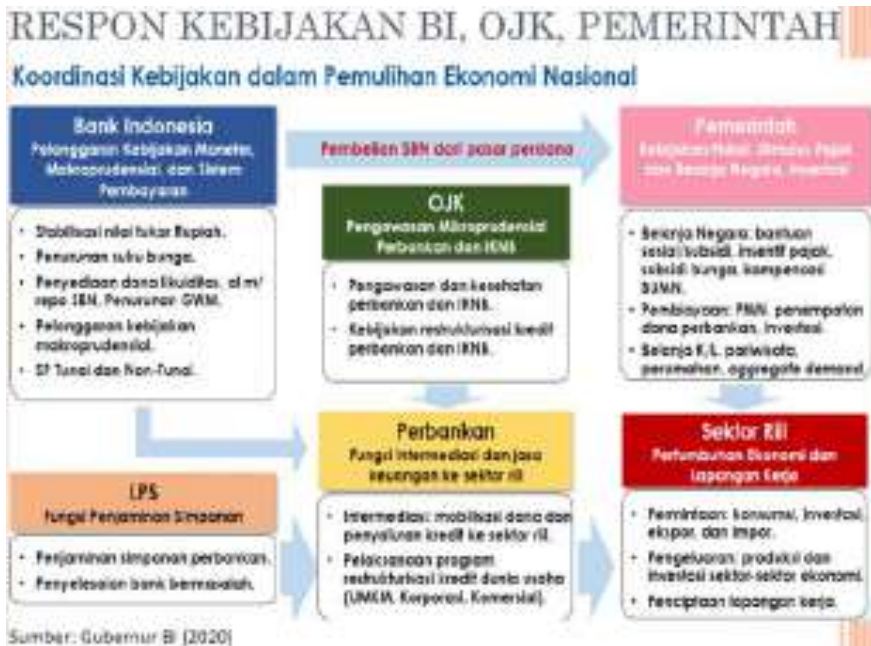 RESPON KEBIJAKAN BI, OJK, PEMERINTAH
Koordinasi Kebijakan dalam Pemulihan Ekonomi Nasional
Bank Indonesia
Pelonggaran Kebijakan Moneter,
Makroprudensial, dan Sistem
Pembayaran
• Stabilisasi nilai tukar Rupiah.
• Penurunan suku bunga.
• Penyediaan dana likuiditas, al m/
repo SBN, Penurunan GWM.
• Pelonggaran kebijakan
makroprudensial.
• SP Tunai dan Non-Tunai.
Pembelian SBN dari pasar perdana
Pemerintah
Kebijakan Fiskal: Stimulus Pajak
dan Belanja Negara, Investasi
• Belanja Negara: bantuan
sosial, subsidi, insentif pajak,
subsidi bunga, kompensasi
BUMN.
• Pembiayaan: PMN, penempatan
dana perbankan, investasi.
• Belanja K/L, pariwisata,
perumahan, aggregate demand.
OJK
Pengawasan Mikroprudensial
Perbankan dan IKNB
• Pengawasan dan kesehatan
perbankan dan IKNB.
• Kebijakan restrukturisasi kredit
perbankan dan IKNB.
LPS
Fungsi Penjaminan Simpanan
• Penjaminan simpanan perbankan.
• Penyelesaian bank bermasalah.
Perbankan
Fungsi Intermediasi dan jasa
keuangan ke sektor riil
• Intermediasi: mobilisasi dana dan
penyaluran kredit ke sektor riil.
• Pelaksanaan program
restrukturisasi kredit dunia usaha
(UMKM, Korporasi, Komersial).
Sektor Riil
Pertumbuhan Ekonomi dan
Lapangan Kerja
• Permintaan: konsumsi, investasi,
ekspor, dan impor.
• Pengeluaran: produksi dan
investasi sektor-sektor ekonomi.
• Penciptaan lapangan kerja.
Sumber: Gubernur BI (2020)